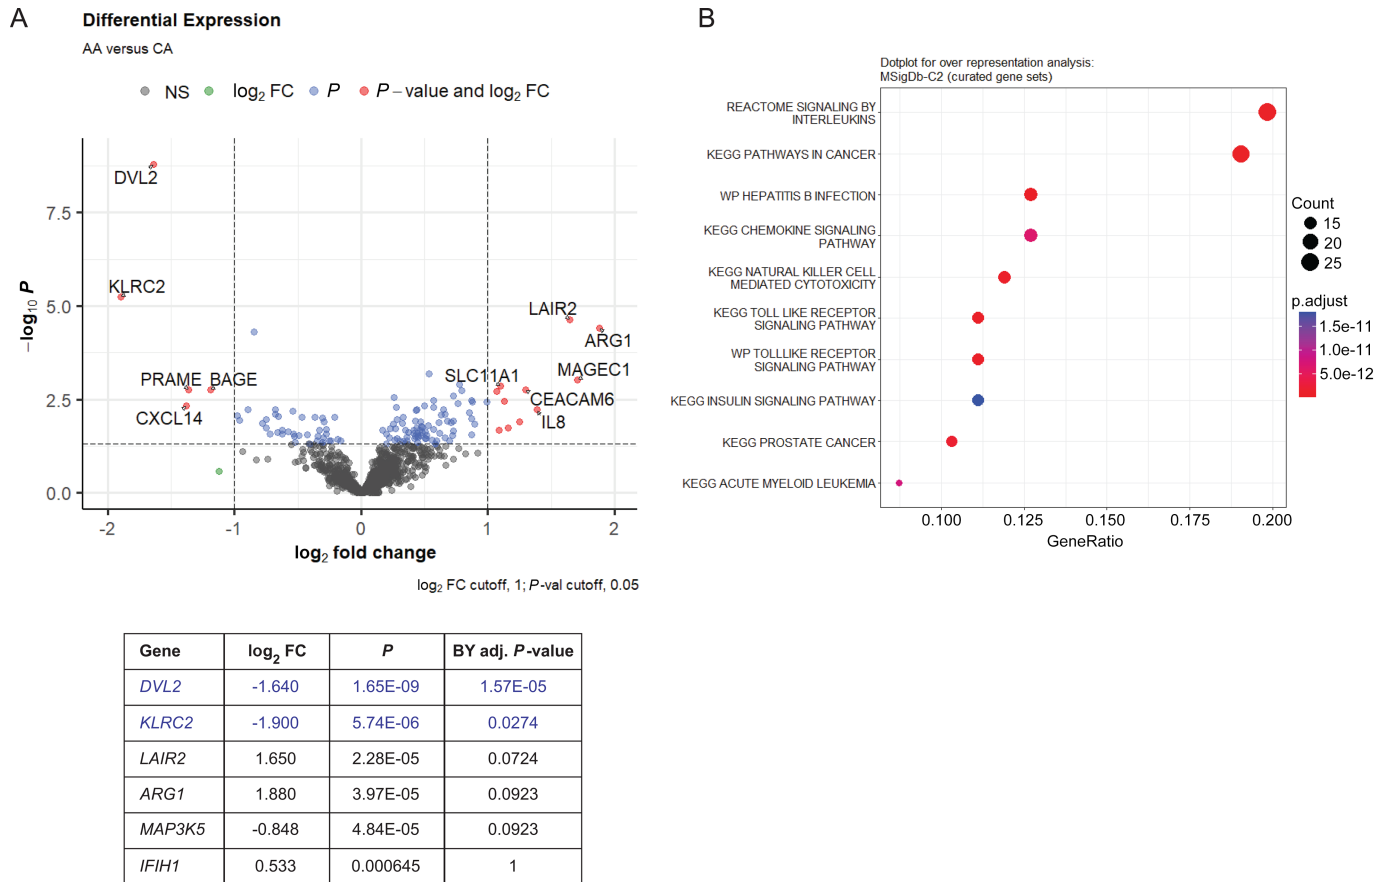 A
Differential Expression
AA versus CA
NS log2 FC P P – value and log2 FC
DVL2
KLRC2
LAIR2
ARG1
PRAME BAGE
SLC11A1
MAGEC1
CEACAM6
CXCL14
IL8
–log10 P
7.5
5.0
2.5
0.0
-2 -1 0 1 2
log2 fold change
log2 FC cutoff, 1; P-val cutoff, 0.05
Gene log2 FC P BY adj. P-value
DVL2 -1.640 1.65E-09 1.57E-05
KLRC2 -1.900 5.74E-06 0.0274
LAIR2 1.650 2.28E-05 0.0724
ARG1 1.880 3.97E-05 0.0923
MAP3K5 -0.848 4.84E-05 0.0923
IFIH1 0.533 0.000645 1
B
Dotplot for over representation analysis:
MSigDb-C2 (curated gene sets)
REACTOME SIGNALING BY
INTERLEUKINS
KEGG PATHWAYS IN CANCER
WP HEPATITIS B INFECTION
KEGG CHEMOKINE SIGNALING
PATHWAY
KEGG NATURAL KILLER CELL
MEDIATED CYTOTOXICITY
KEGG TOLL LIKE RECEPTOR
SIGNALING PATHWAY
WP TOLLLIKE RECEPTOR
SIGNALING PATHWAY
KEGG INSULIN SIGNALING PATHWAY
KEGG PROSTATE CANCER
KEGG ACUTE MYELOID LEUKEMIA
0.100 0.125 0.150 0.175 0.200
GeneRatio
Count
15
20
25
p.adjust
1.5e-11
1.0e-11
5.0e-12